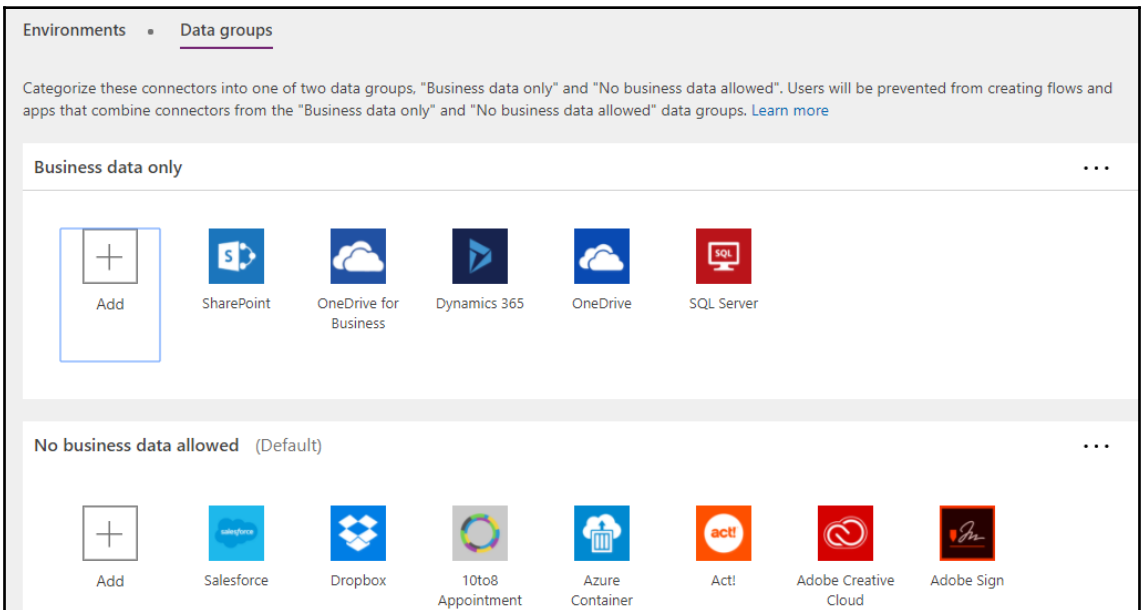 Environments • Data groups
Categorize these connectors into one of two data groups, "Business data only" and "No business data allowed". Users will be prevented from creating flows and
apps that combine connectors from the "Business data only" and "No business data allowed" data groups. Learn more
Business data only ...
S
SQL
Add SharePoint OneDrive for Dynamics 365 OneDrive SQL Server
Business
No business data allowed (Default) ...
salesforce
act!
Add Salesforce Dropbox 10to8 Azure Act! Adobe Creative Adobe Sign
Appointment Container Cloud